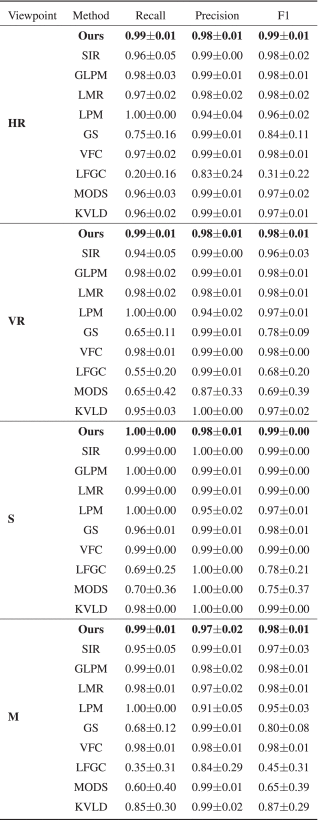 Viewpoint Method Recall Precision F1
HR
Ours 0.99±0.01 0.98±0.01 0.99±0.01
SIR 0.96±0.05 0.99±0.00 0.98±0.02
GLPM 0.98±0.03 0.99±0.01 0.98±0.01
LMR 0.97±0.02 0.98±0.02 0.98±0.02
LPM 1.00±0.00 0.94±0.04 0.96±0.02
GS 0.75±0.16 0.99±0.01 0.84±0.11
VFC 0.97±0.02 0.99±0.01 0.98±0.01
LFGC 0.20±0.16 0.83±0.24 0.31±0.22
MODS 0.96±0.03 0.99±0.01 0.97±0.02
KVLD 0.96±0.02 0.99±0.01 0.97±0.01
VR
Ours 0.99±0.01 0.98±0.01 0.98±0.01
SIR 0.94±0.05 0.99±0.00 0.96±0.03
GLPM 0.98±0.02 0.99±0.01 0.98±0.01
LMR 0.98±0.02 0.98±0.01 0.98±0.01
LPM 1.00±0.00 0.94±0.02 0.97±0.01
GS 0.65±0.11 0.99±0.01 0.78±0.09
VFC 0.98±0.01 0.99±0.00 0.98±0.00
LFGC 0.55±0.20 0.99±0.01 0.68±0.20
MODS 0.65±0.42 0.87±0.33 0.69±0.39
KVLD 0.95±0.03 1.00±0.00 0.97±0.02
S
Ours 1.00±0.00 0.98±0.01 0.99±0.00
SIR 0.99±0.00 1.00±0.00 0.99±0.00
GLPM 1.00±0.00 0.99±0.01 0.99±0.00
LMR 0.99±0.00 0.99±0.01 0.99±0.00
LPM 1.00±0.00 0.95±0.02 0.97±0.01
GS 0.96±0.01 0.99±0.01 0.98±0.01
VFC 0.99±0.00 0.99±0.00 0.99±0.00
LFGC 0.69±0.25 1.00±0.00 0.78±0.21
MODS 0.70±0.36 1.00±0.00 0.75±0.37
KVLD 0.98±0.00 1.00±0.00 0.99±0.00
M
Ours 0.99±0.01 0.97±0.02 0.98±0.01
SIR 0.95±0.05 0.99±0.01 0.97±0.03
GLPM 0.99±0.01 0.98±0.02 0.98±0.01
LMR 0.98±0.01 0.97±0.02 0.98±0.01
LPM 1.00±0.00 0.91±0.05 0.95±0.03
GS 0.68±0.12 0.99±0.01 0.80±0.08
VFC 0.98±0.01 0.98±0.01 0.98±0.01
LFGC 0.35±0.31 0.84±0.29 0.45±0.31
MODS 0.60±0.40 0.99±0.01 0.65±0.39
KVLD 0.85±0.30 0.99±0.02 0.87±0.29